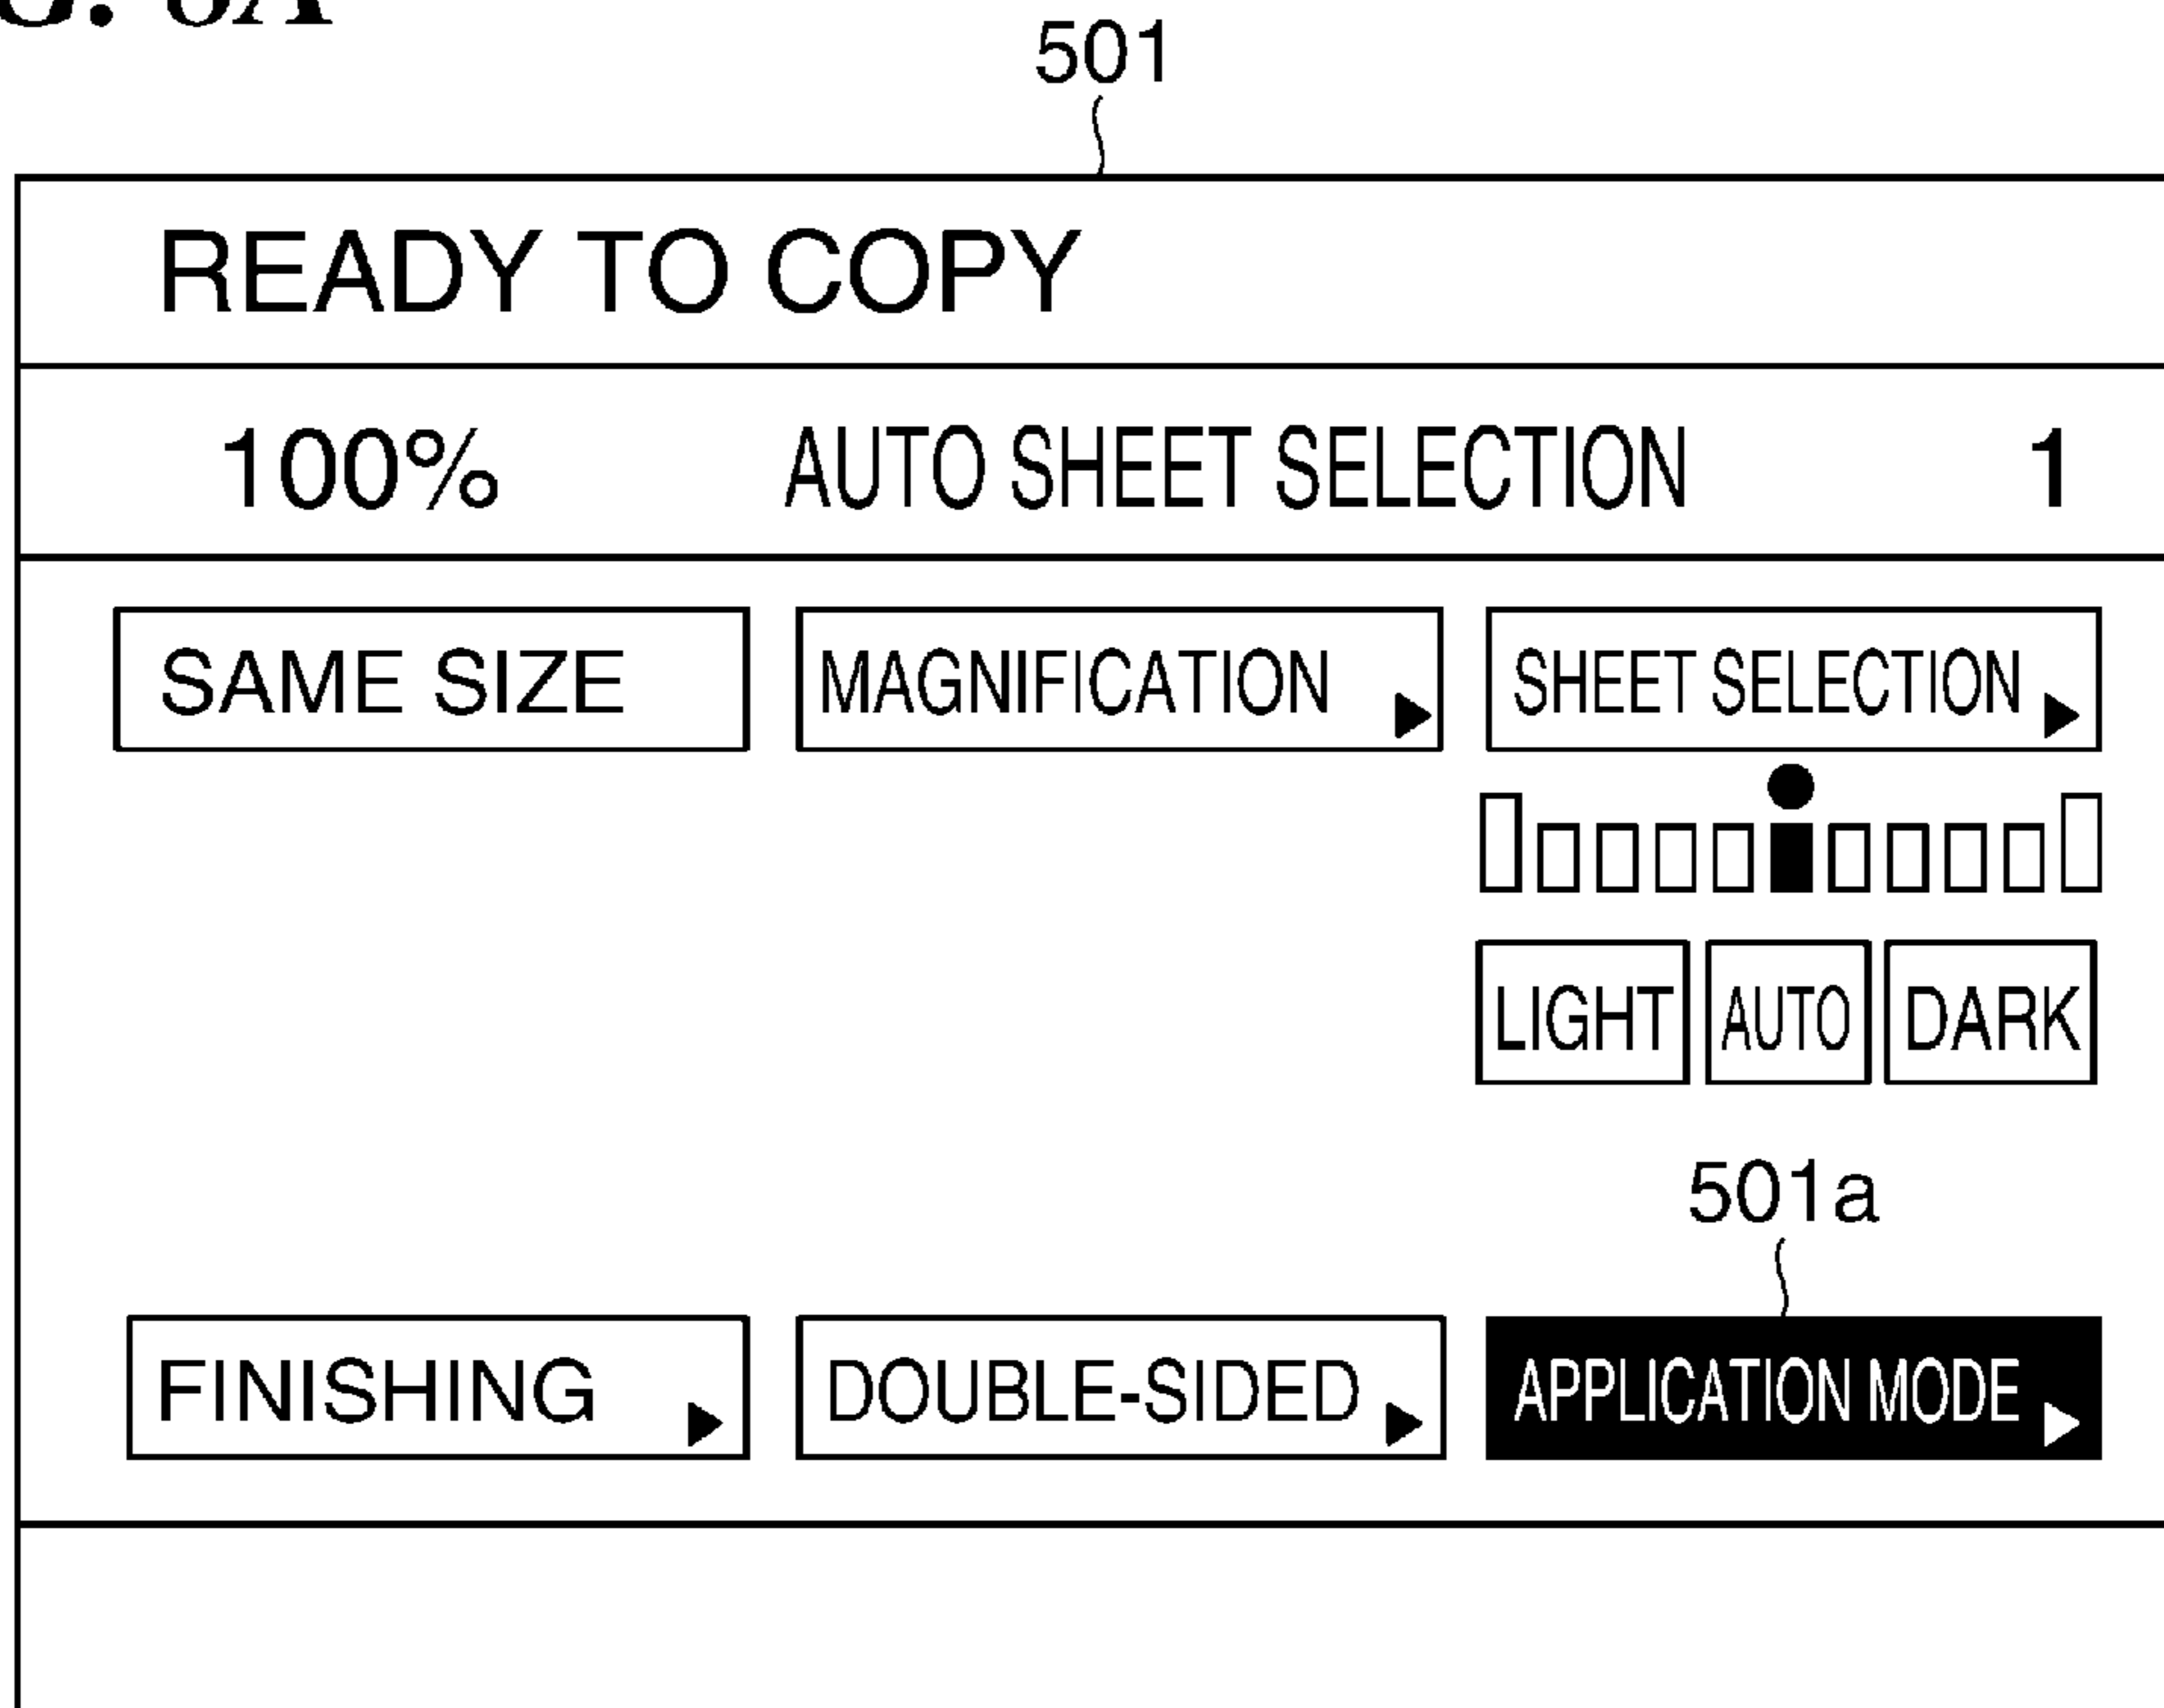 501
READY TO COPY
100% AUTO SHEET SELECTION 1
SAME SIZE MAGNIFICATION SHEET SELECTION
LIGHT AUTO DARK
501a
FINISHING DOUBLE-SIDED APPLICATION MODE